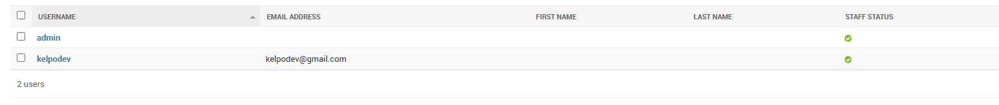 USERNAME EMAIL ADDRESS FIRST NAME LAST NAME STAFF STATUS
admin
kelpodev kelpodev@gmail.com
2 users